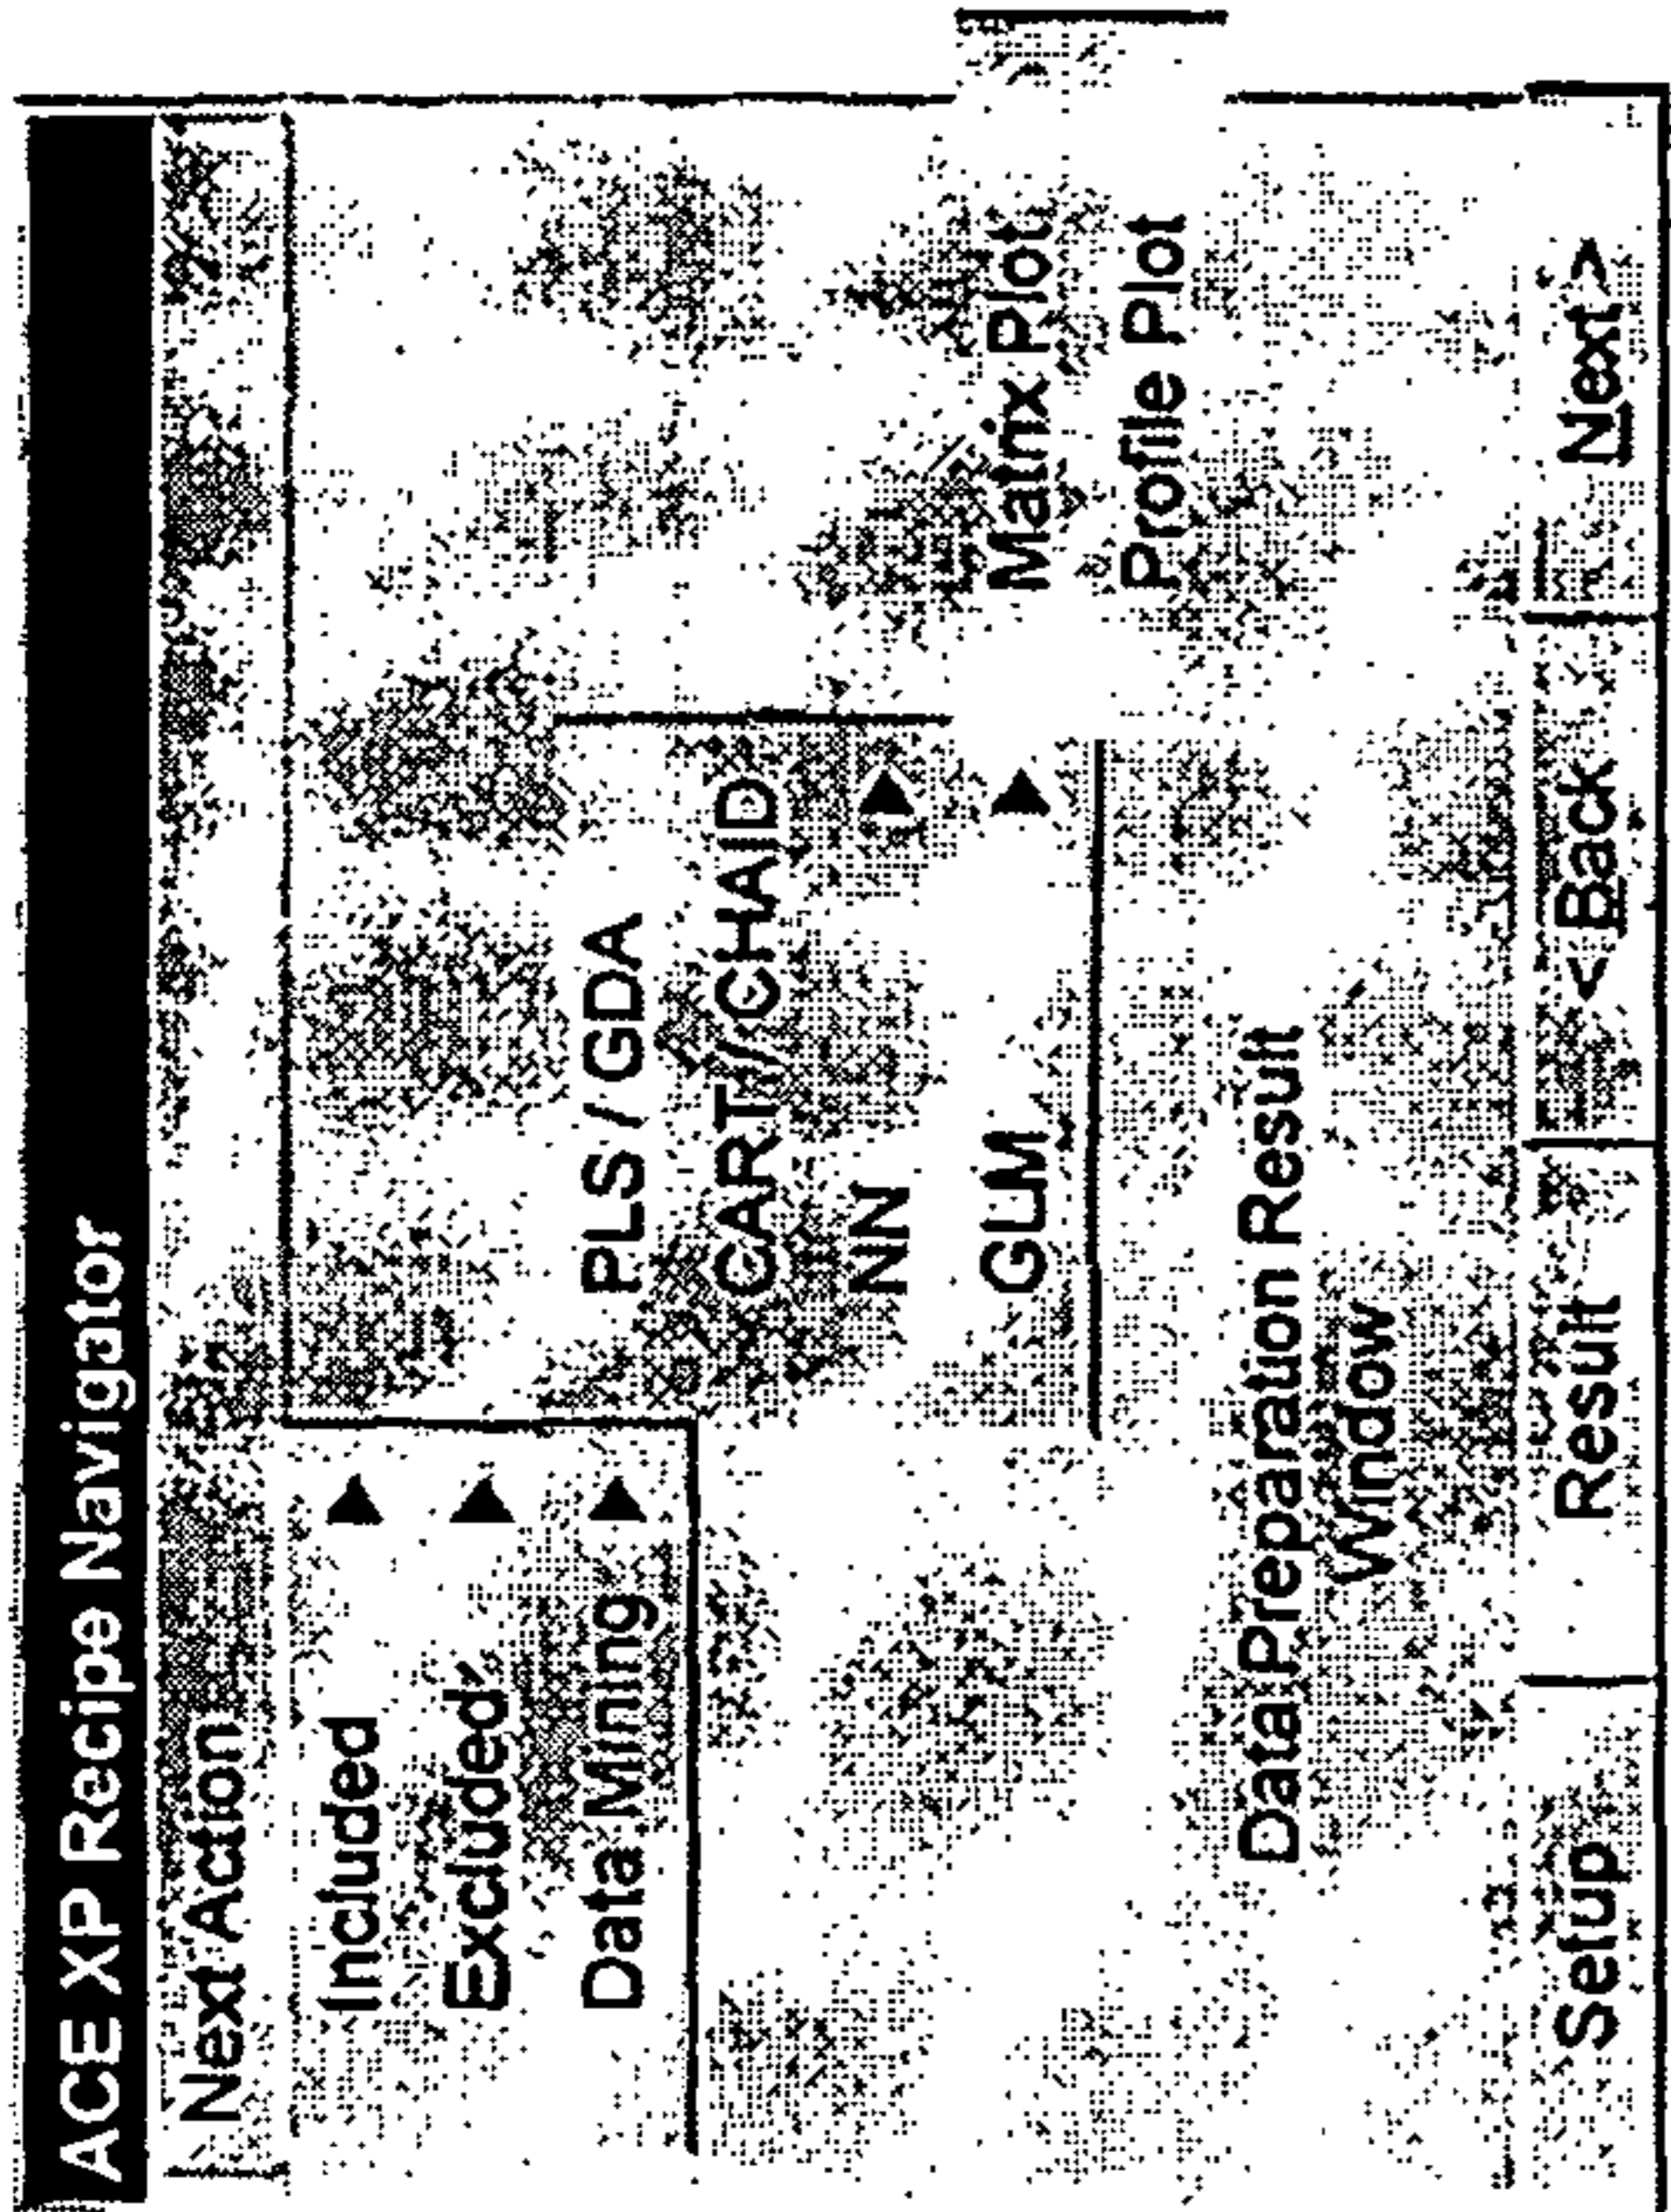 ACE XP Recipe Navigator
Next Action
Included
Excluded
Data Mining
PLS / GDA
CART / CHAID
NN
GLM
Matrix Plot
Profile Plot
Data Preparation Result
Window
Setup
Result
< Back
Next >